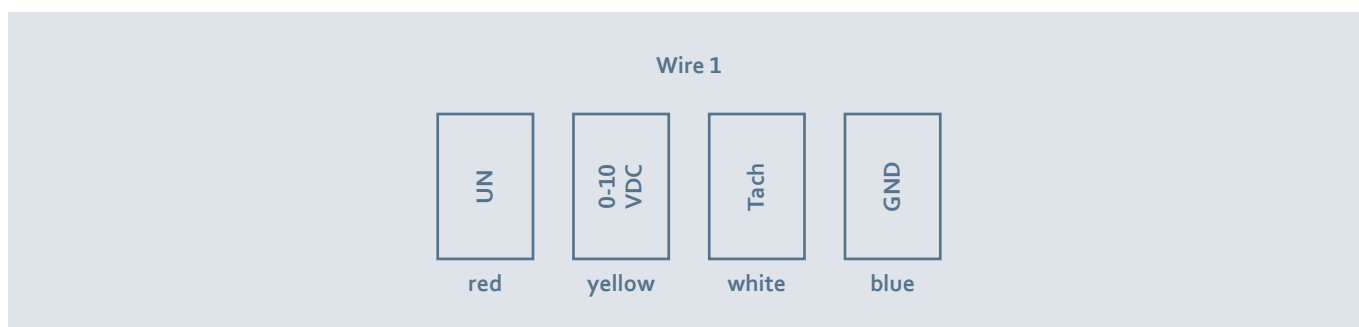 Wire 1
UN
0-10
VDC
Tach
GND
red
yellow
white
blue